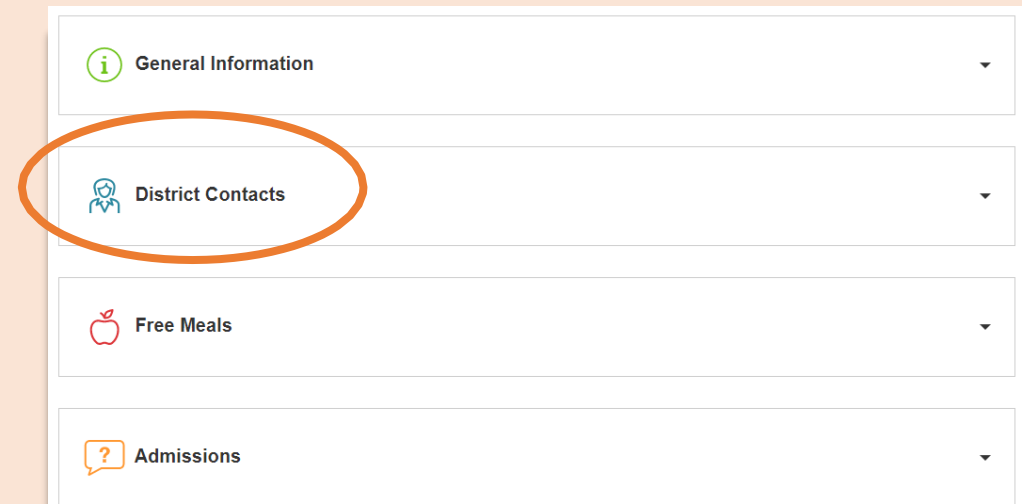 General Information
District Contacts
Free Meals
Admissions